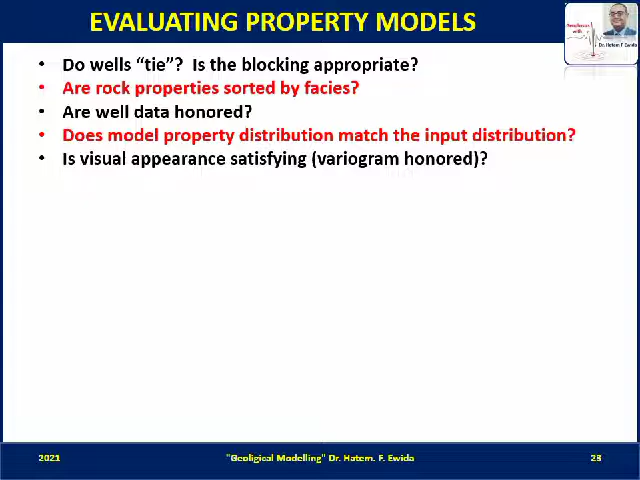 EVALUATING PROPERTY MODELS
Dr. Hatem F Ewida
• Do wells “tie”? Is the blocking appropriate?
• Are rock properties sorted by facies?
• Are well data honored?
• Does model property distribution match the input distribution?
• Is visual appearance satisfying (variogram honored)?
2021
"Geoligical Modelling" Dr. Hatem. F. Ewida
23